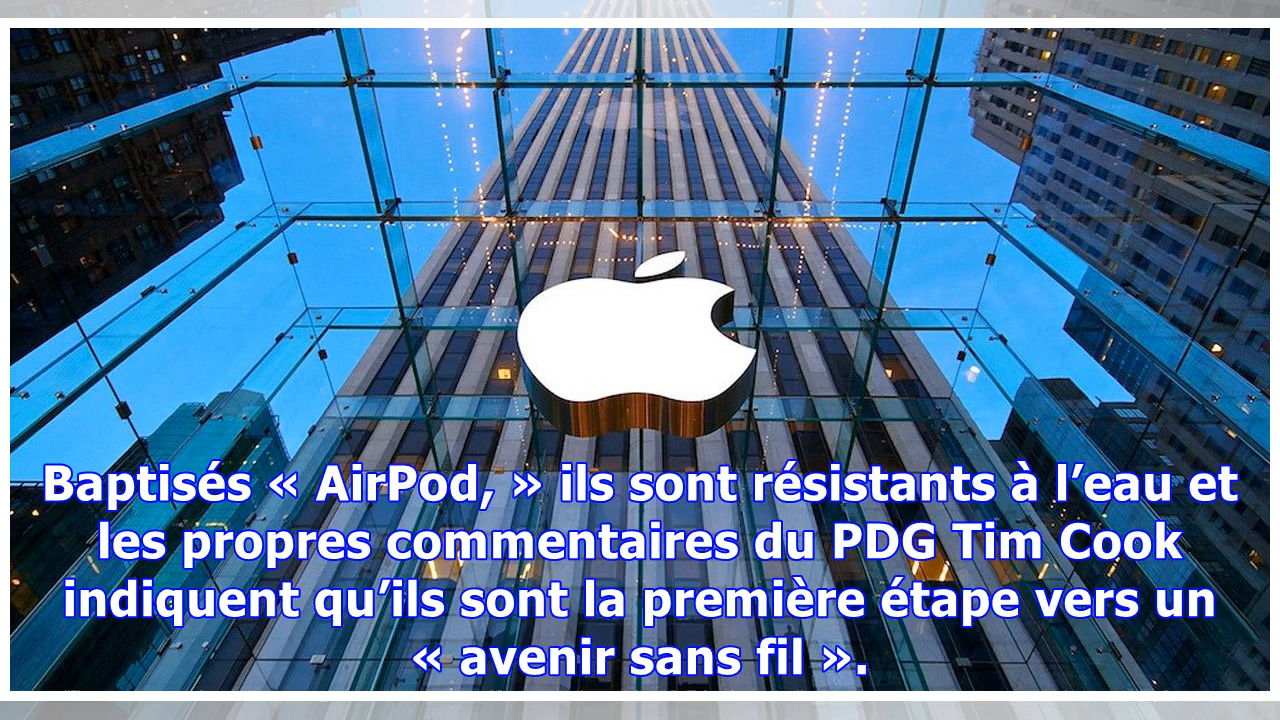 Baptisés « AirPod, » ils sont résistants à l’eau et
les propres commentaires du PDG Tim Cook
indiquent qu’ils sont la première étape vers un
« avenir sans fil ».